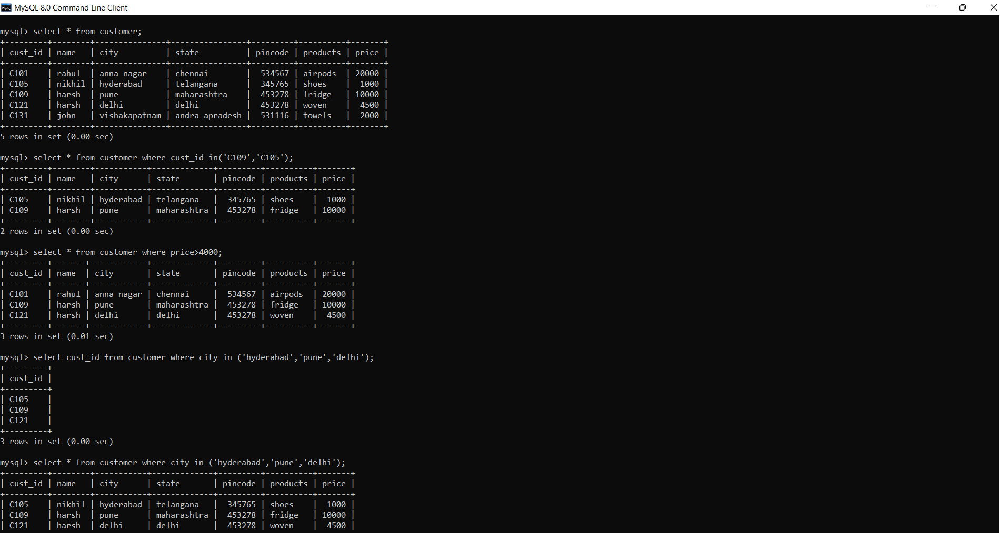 MySQL 8.0 Command Line Client
mysql> select * from customer;
+---------+--------+---------------+----------------+---------+----------+-------+
| cust_id | name   | city          | state          | pincode | products | price |
+---------+--------+---------------+----------------+---------+----------+-------+
| C101    | rahul  | anna nagar    | chennai        |  534567 | airpods  | 20000 |
| C105    | nikhil | hyderabad     | telangana      |  345765 | shoes    |  1000 |
| C109    | harsh  | pune          | maharashtra    |  453278 | fridge   | 10000 |
| C121    | harsh  | delhi         | delhi          |  453278 | woven    |  4500 |
| C131    | john   | vishakapatnam | andra apradesh |  531116 | towels   |  2000 |
+---------+--------+---------------+----------------+---------+----------+-------+
5 rows in set (0.00 sec)
mysql> select * from customer where cust_id in('C109','C105');
+---------+--------+-----------+-------------+---------+----------+-------+
| cust_id | name   | city      | state       | pincode | products | price |
+---------+--------+-----------+-------------+---------+----------+-------+
| C105    | nikhil | hyderabad | telangana   |  345765 | shoes    |  1000 |
| C109    | harsh  | pune      | maharashtra |  453278 | fridge   | 10000 |
+---------+--------+-----------+-------------+---------+----------+-------+
2 rows in set (0.00 sec)
mysql> select * from customer where price>4000;
+---------+-------+------------+-------------+---------+----------+-------+
| cust_id | name  | city       | state       | pincode | products | price |
+---------+-------+------------+-------------+---------+----------+-------+
| C101    | rahul | anna nagar | chennai     |  534567 | airpods  | 20000 |
| C109    | harsh | pune       | maharashtra |  453278 | fridge   | 10000 |
| C121    | harsh | delhi      | delhi       |  453278 | woven    |  4500 |
+---------+-------+------------+-------------+---------+----------+-------+
3 rows in set (0.01 sec)
mysql> select cust_id from customer where city in ('hyderabad','pune','delhi');
+---------+
| cust_id |
+---------+
| C105    |
| C109    |
| C121    |
+---------+
3 rows in set (0.00 sec)
mysql> select * from customer where city in ('hyderabad','pune','delhi');
+---------+--------+-----------+-------------+---------+----------+-------+
| cust_id | name   | city      | state       | pincode | products | price |
+---------+--------+-----------+-------------+---------+----------+-------+
| C105    | nikhil | hyderabad | telangana   |  345765 | shoes    |  1000 |
| C109    | harsh  | pune      | maharashtra |  453278 | fridge   | 10000 |
| C121    | harsh  | delhi     | delhi       |  453278 | woven    |  4500 |